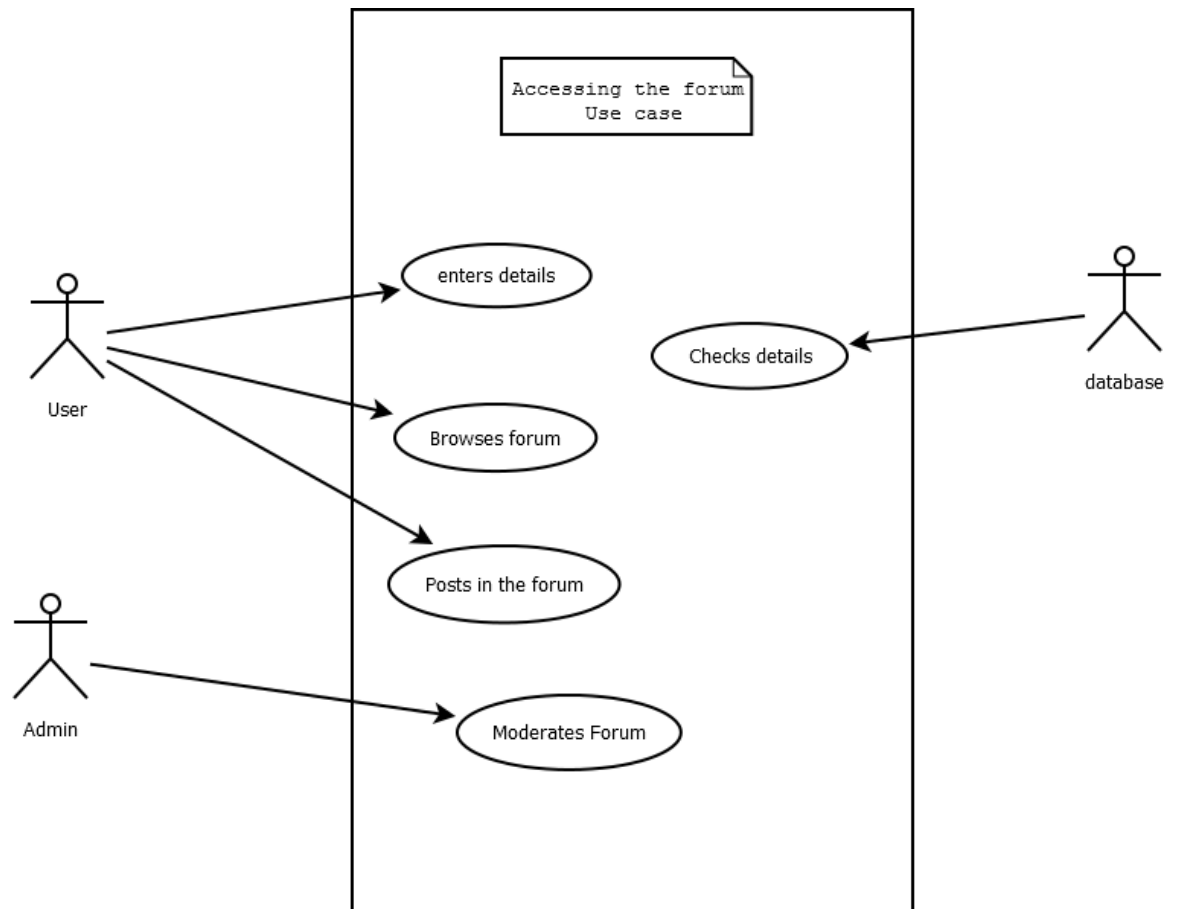 Accessing the forum
Use case
enters details
Checks details
database
User
Browses forum
Posts in the forum
Admin
Moderates Forum